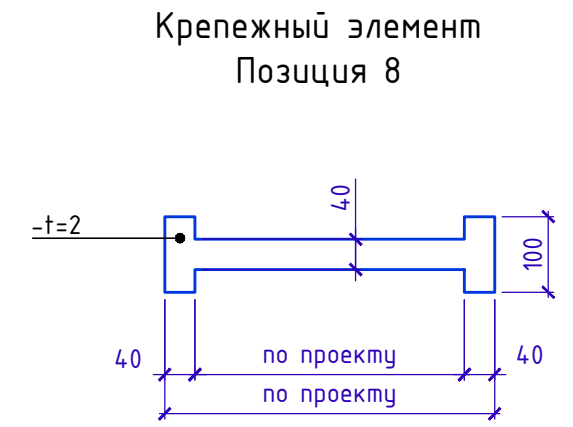 Крепежный элемент
Позиция 8
40
-t=2
100
40
по проекту
40
по проекту